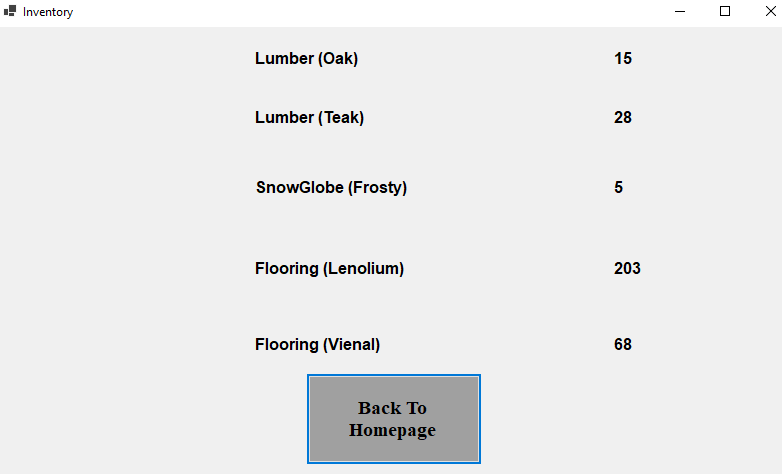 Inventory
Lumber (Oak) 15
Lumber (Teak) 28
SnowGlobe (Frosty) 5
Flooring (Lenolium) 203
Flooring (Vienal) 68
Back To
Homepage